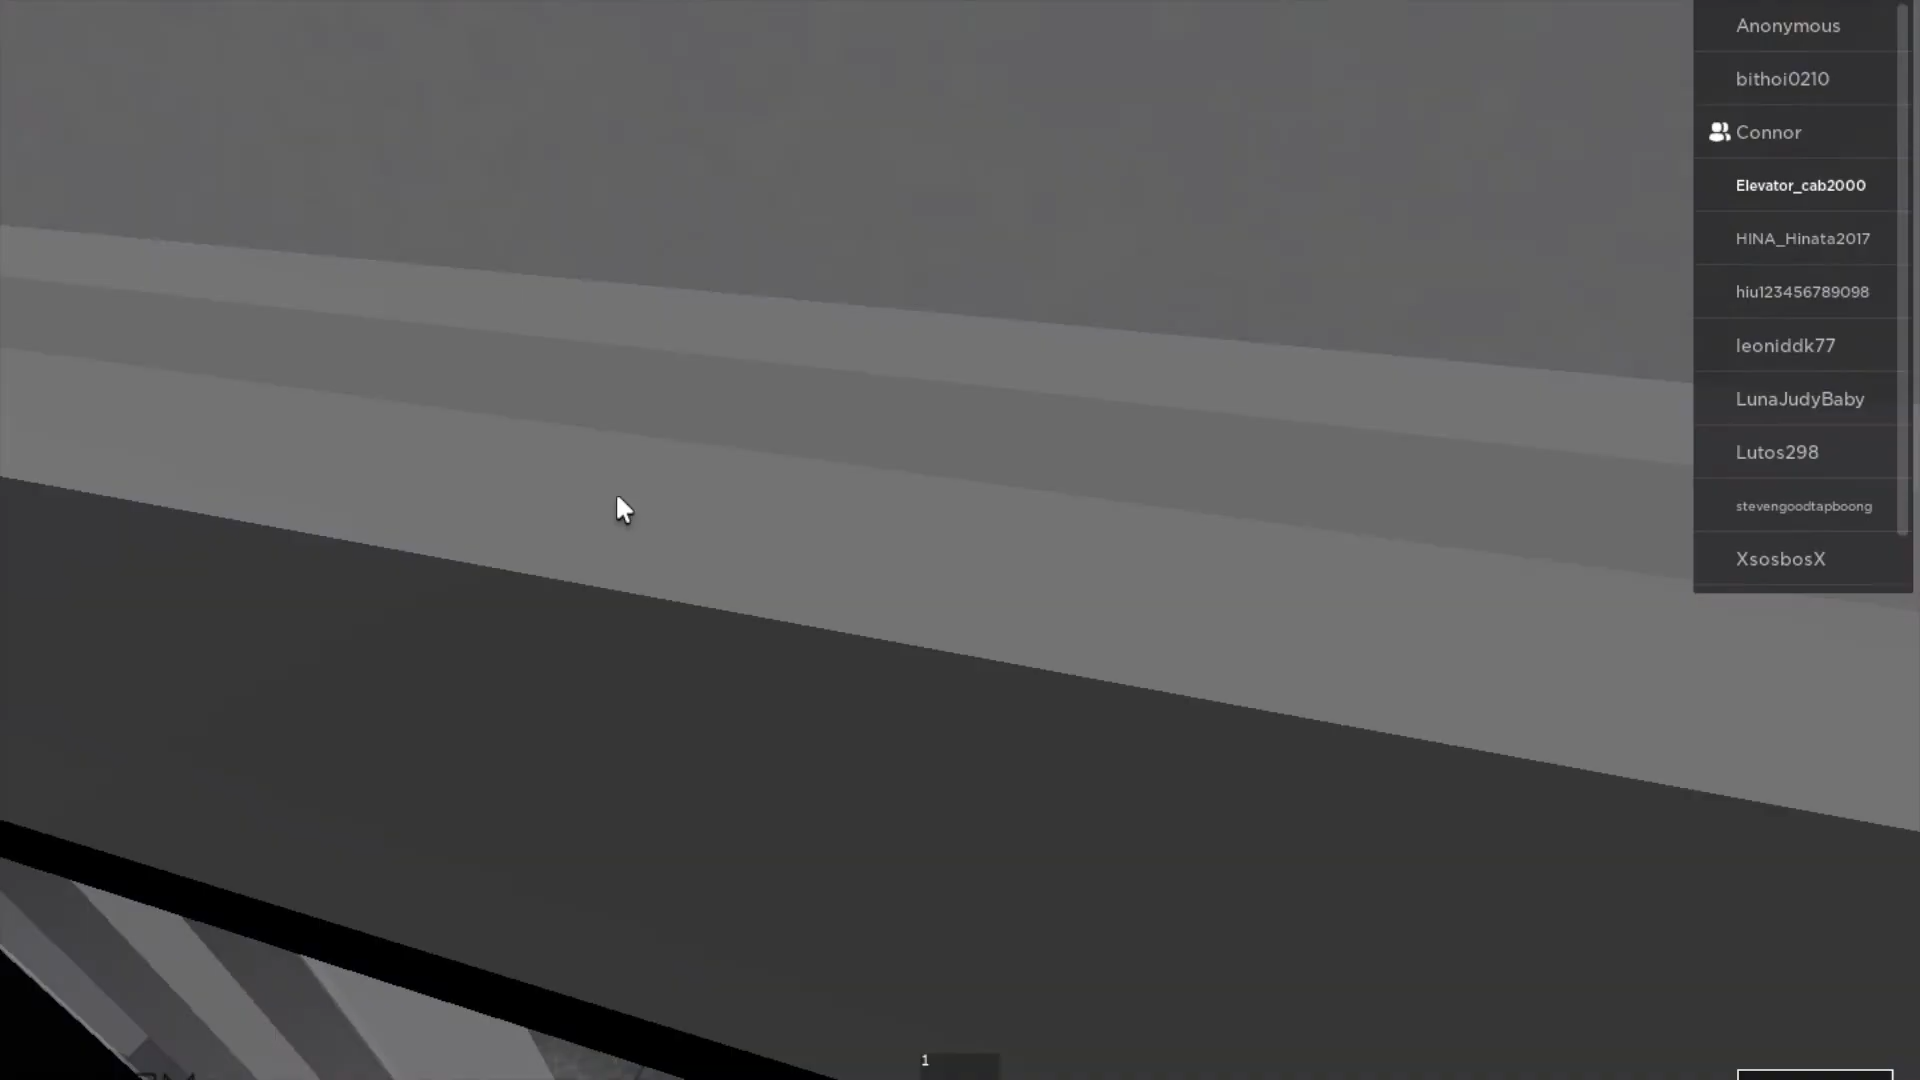 Anonymous
bithoi0210
Connor
Elevator_cab2000
HINA_Hinata2017
hiu123456789098
leoniddk77
LunaJudyBaby
Lutos298
stevengoodtapboong
XsosbosX
1